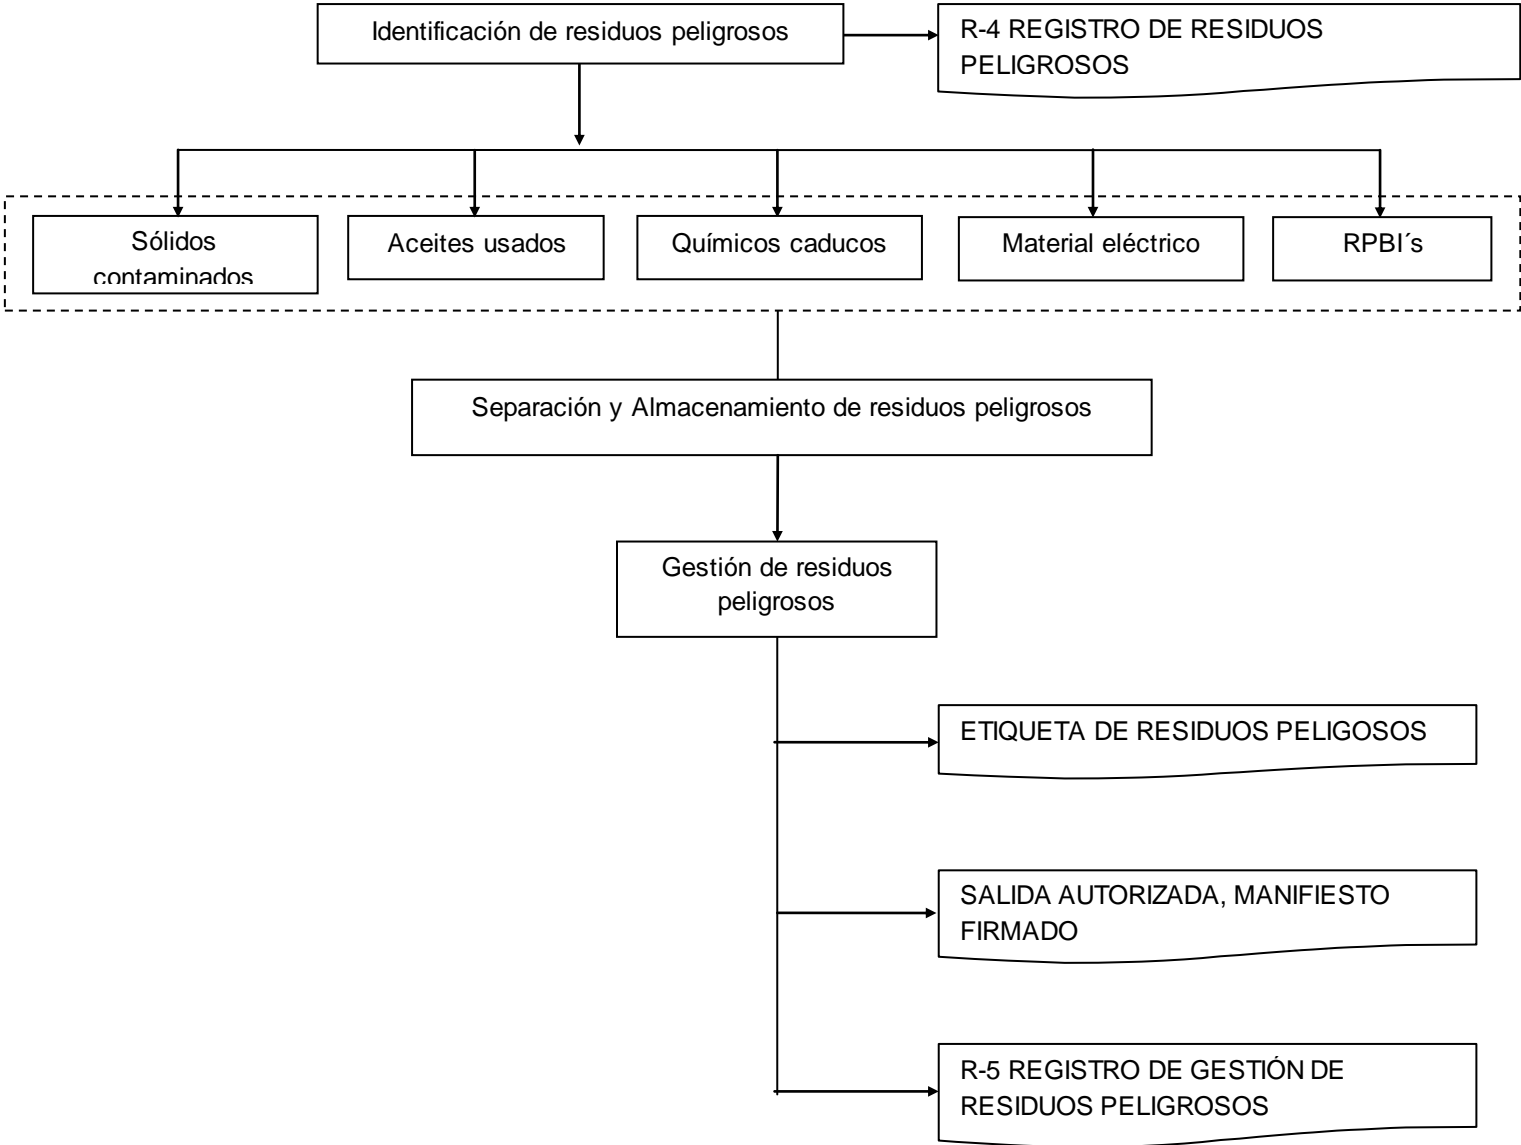 Identificación de residuos peligrosos
R-4 REGISTRO DE RESIDUOS
PELIGROSOS
Sólidos
contaminados
Aceites usados
Químicos caducos
Material eléctrico
RPBI´s
Separación y Almacenamiento de residuos peligrosos
Gestión de residuos
peligrosos
ETIQUETA DE RESIDUOS PELIGOSOS
SALIDA AUTORIZADA, MANIFIESTO
FIRMADO
R-5 REGISTRO DE GESTIÓN DE
RESIDUOS PELIGROSOS